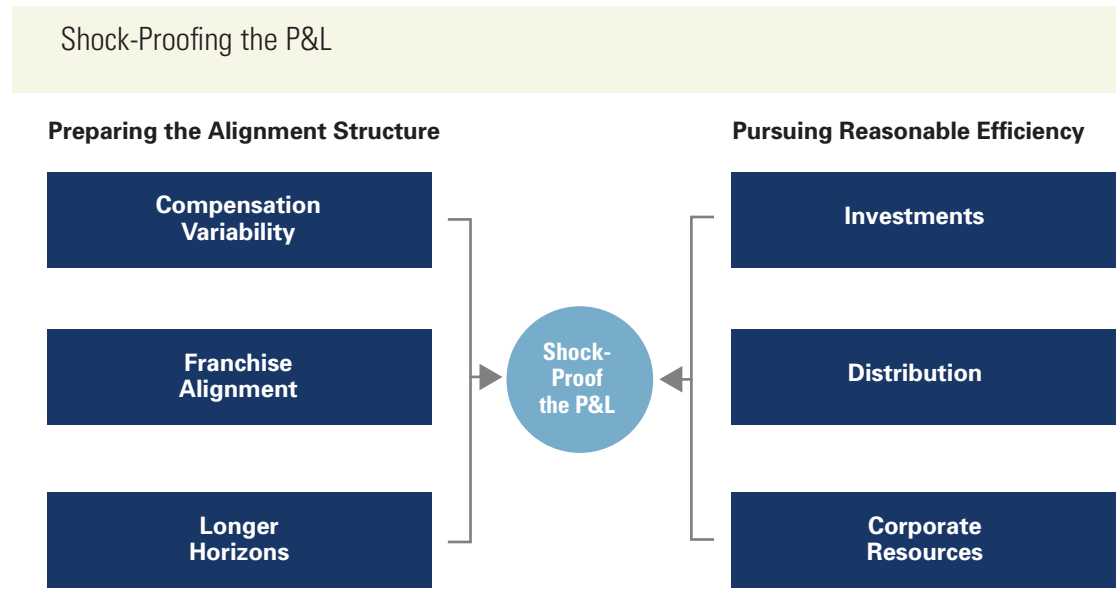 Shock-Proofing the P&L
Preparing the Alignment Structure
Compensation
Variability
Franchise
Alignment
Longer
Horizons
Shock-
Proof
the P&L
Pursuing Reasonable Efficiency
Investments
Distribution
Corporate
Resources